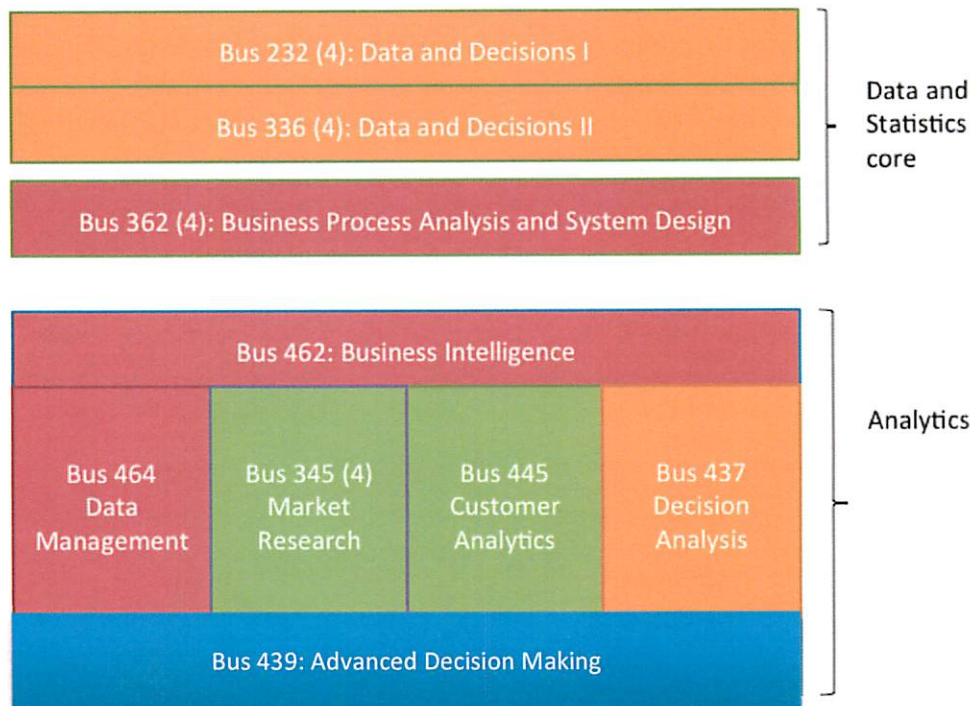 Bus 232 (4): Data and Decisions I
Bus 336 (4): Data and Decisions II
Bus 362 (4): Business Process Analysis and System Design
Data and
Statistics
core
Bus 462: Business Intelligence
Bus 464
Data
Management
Bus 345 (4)
Market
Research
Bus 445
Customer
Analytics
Bus 437
Decision
Analysis
Analytics
Bus 439: Advanced Decision Making